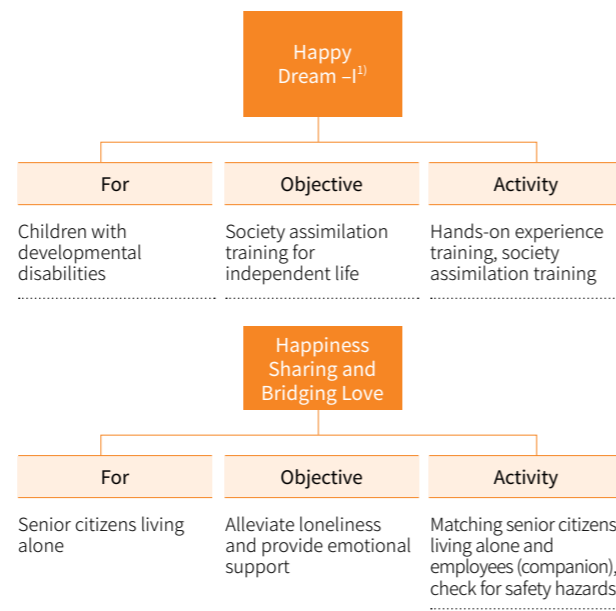 Happy
Dream –I1)
For
Objective
Activity
Children with
developmental
disabilities
Society assimilation
training for
independent life
Hands-on experience
training, society
assimilation training
Happiness
Sharing and
Bridging Love
For
Objective
Activity
Senior citizens living
alone
Alleviate loneliness
and provide emotional
support
Matching senior citizens
living alone and
employees (companion),
check for safety hazards